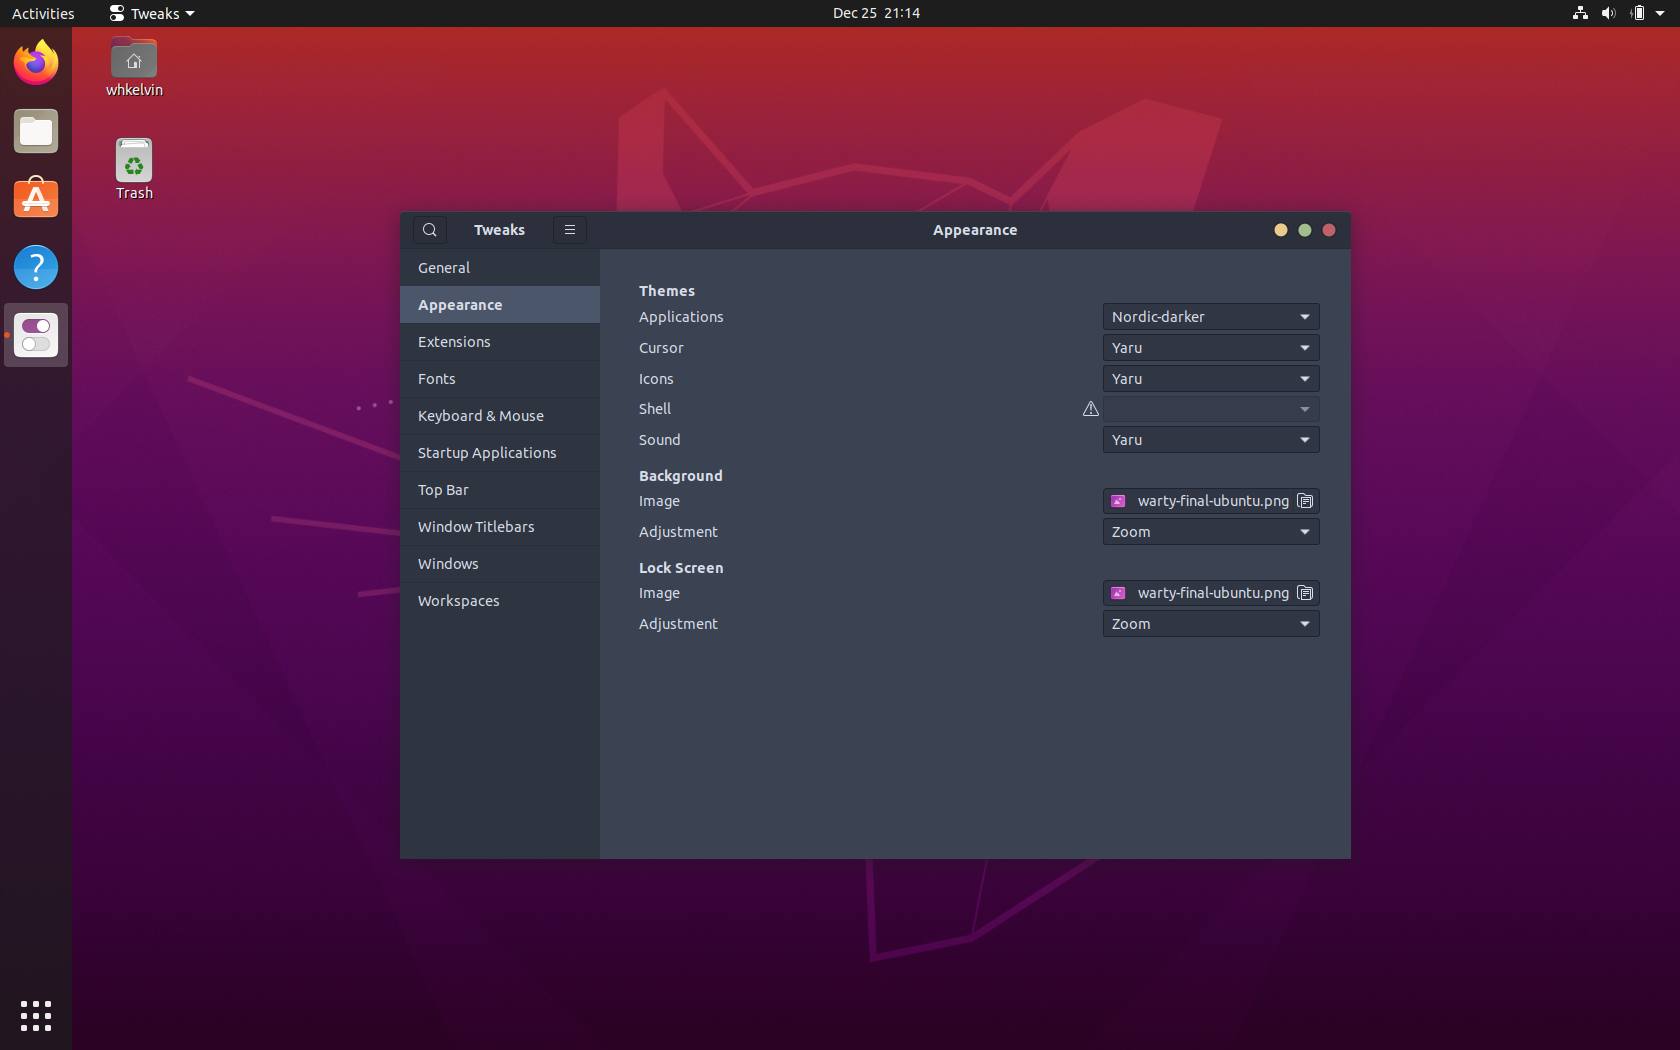 Activities
Tweaks
Dec 25 21:14
whkelvin
Trash
Tweaks
Appearance
General
Appearance
Extensions
Fonts
Keyboard & Mouse
Startup Applications
Top Bar
Window Titlebars
Windows
Workspaces
Themes
Applications Nordic-darker
Cursor Yaru
Icons Yaru
Shell
Sound Yaru
Background
Image warty-final-ubuntu.png
Adjustment Zoom
Lock Screen
Image warty-final-ubuntu.png
Adjustment Zoom